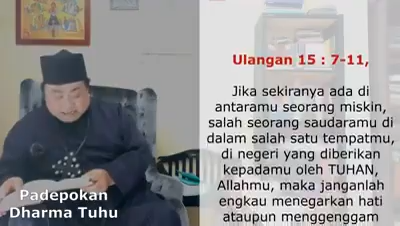 Ulangan 15 : 7-11,
Jika sekiranya ada di
antaramu seorang miskin,
salah seorang saudaramu di
dalam salah satu tempatmu,
di negeri yang diberikan
kepadamu oleh TUHAN,
Allahmu, maka janganlah
engkau menegarkan hati
ataupun menggenggam
Padepokan
Dharma Tuhu